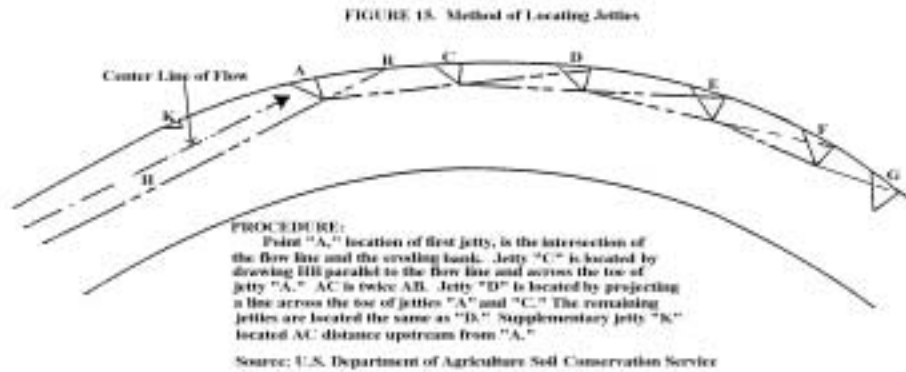 FIGURE 15. Method of Locating Jetties
A
B
C
D
E
F
G
Center Line of Flow
K
H
PROCEDURE:
Point "A," location of first jetty, is the intersection of
the flow line and the eroding bank. Jetty "C" is located by
drawing HB parallel to the flow line and across the toe of
jetty "A." AC is twice AB. Jetty "D" is located by projecting
a line across the toe of jetties "A" and "C." The remaining
jetties are located the same as "D." Supplementary jetty "K"
located AC distance upstream from "A."
Source: U.S. Department of Agriculture Soil Conservation Service